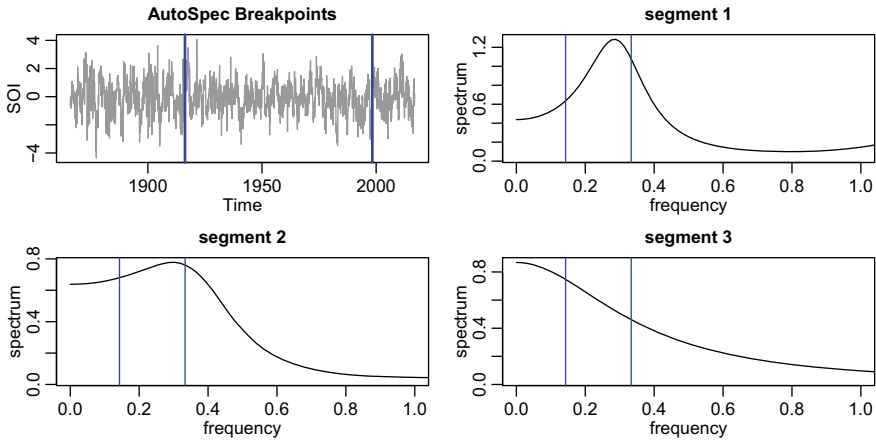 AutoSpec Breakpoints
SOI
4
2
0
−4
1900 1950 2000
Time
segment 1
spectrum
1.2
0.6
0.0
0.0 0.2 0.4 0.6 0.8 1.0
frequency
segment 2
spectrum
0.8
0.4
0.0
0.0 0.2 0.4 0.6 0.8 1.0
frequency
segment 3
spectrum
0.8
0.4
0.0
0.0 0.2 0.4 0.6 0.8 1.0
frequency